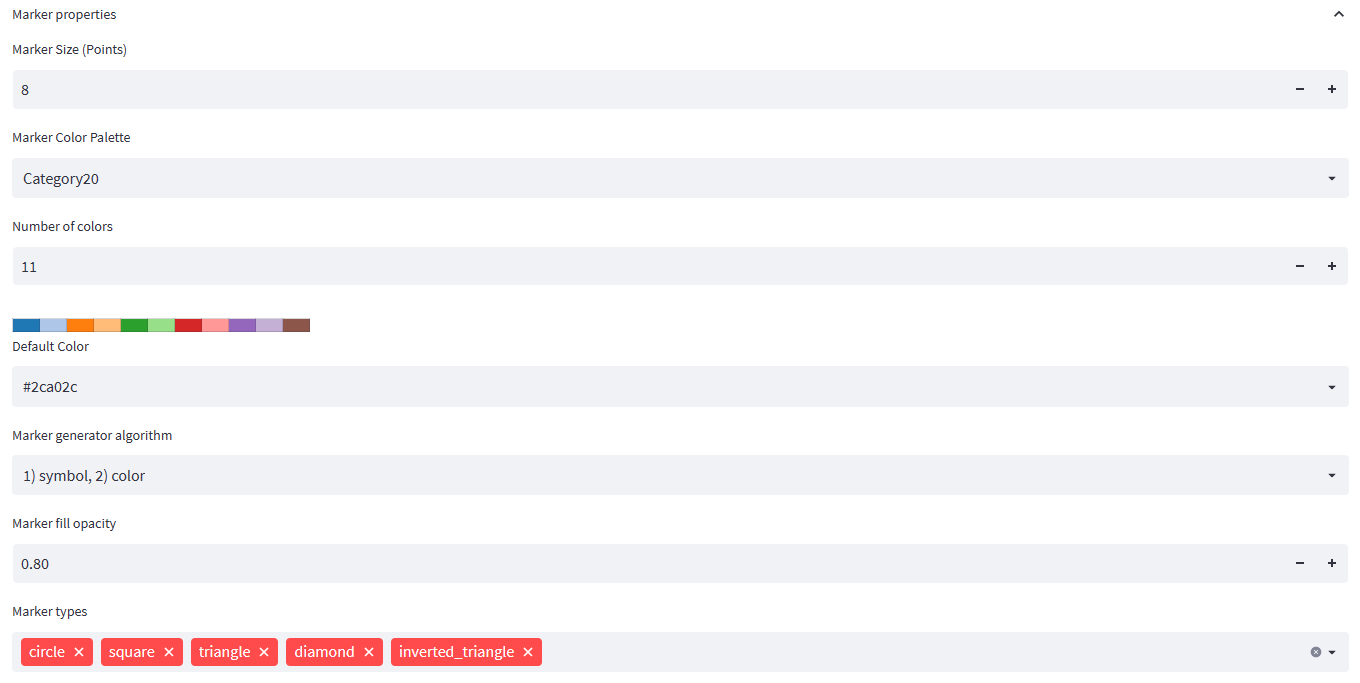 Marker properties
Marker Size (Points)
8
Marker Color Palette
Category20
Number of colors
11
Default Color
#2ca02c
Marker generator algorithm
1) symbol, 2) color
Marker fill opacity
0.80
Marker types
circle square triangle diamond inverted_triangle